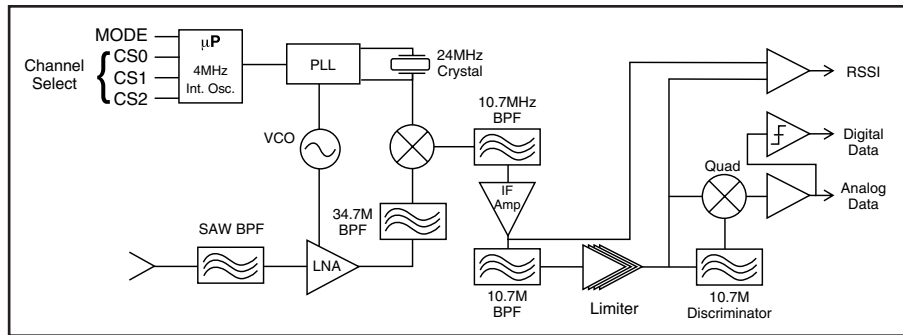 MODE
CS0
CS1
CS2
Channel
Select
µP
4MHz
Int. Osc.
PLL
24MHz
Crystal
RSSI
10.7MHz
BPF
VCO
Digital
Data
Quad
IF
Amp
Analog
Data
34.7M
BPF
SAW BPF
LNA
10.7M
BPF
Limiter
10.7M
Discriminator